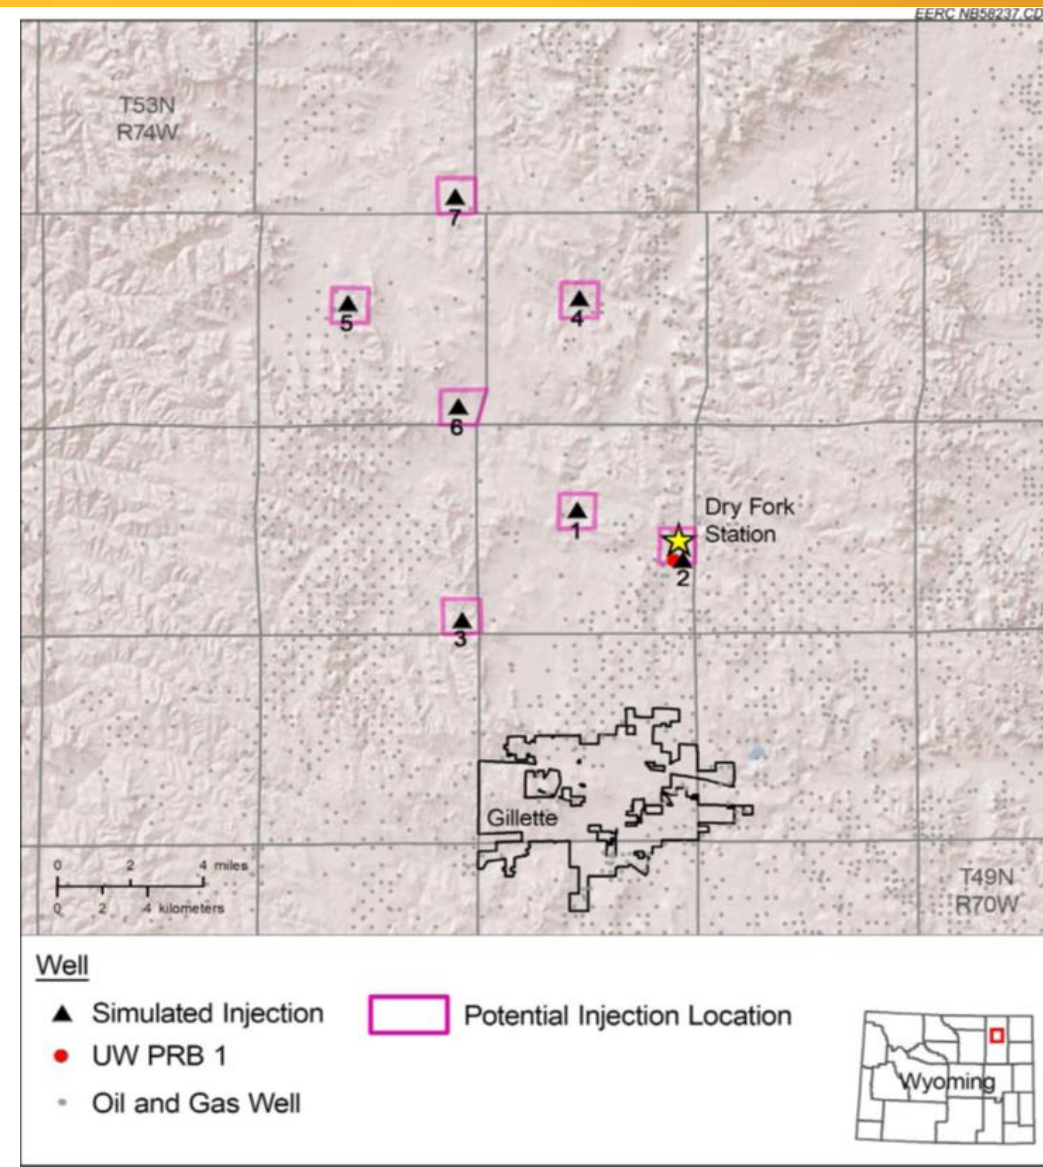 EERC NB58237.CD
T53N
R74W
7
5
4
6
1
Dry Fork
Station
2
3
Gillette
0 2 4 miles
0 2 4 kilometers
T49N
R70W
Well
Simulated Injection
Potential Injection Location
UW PRB 1
Oil and Gas Well
Wyoming